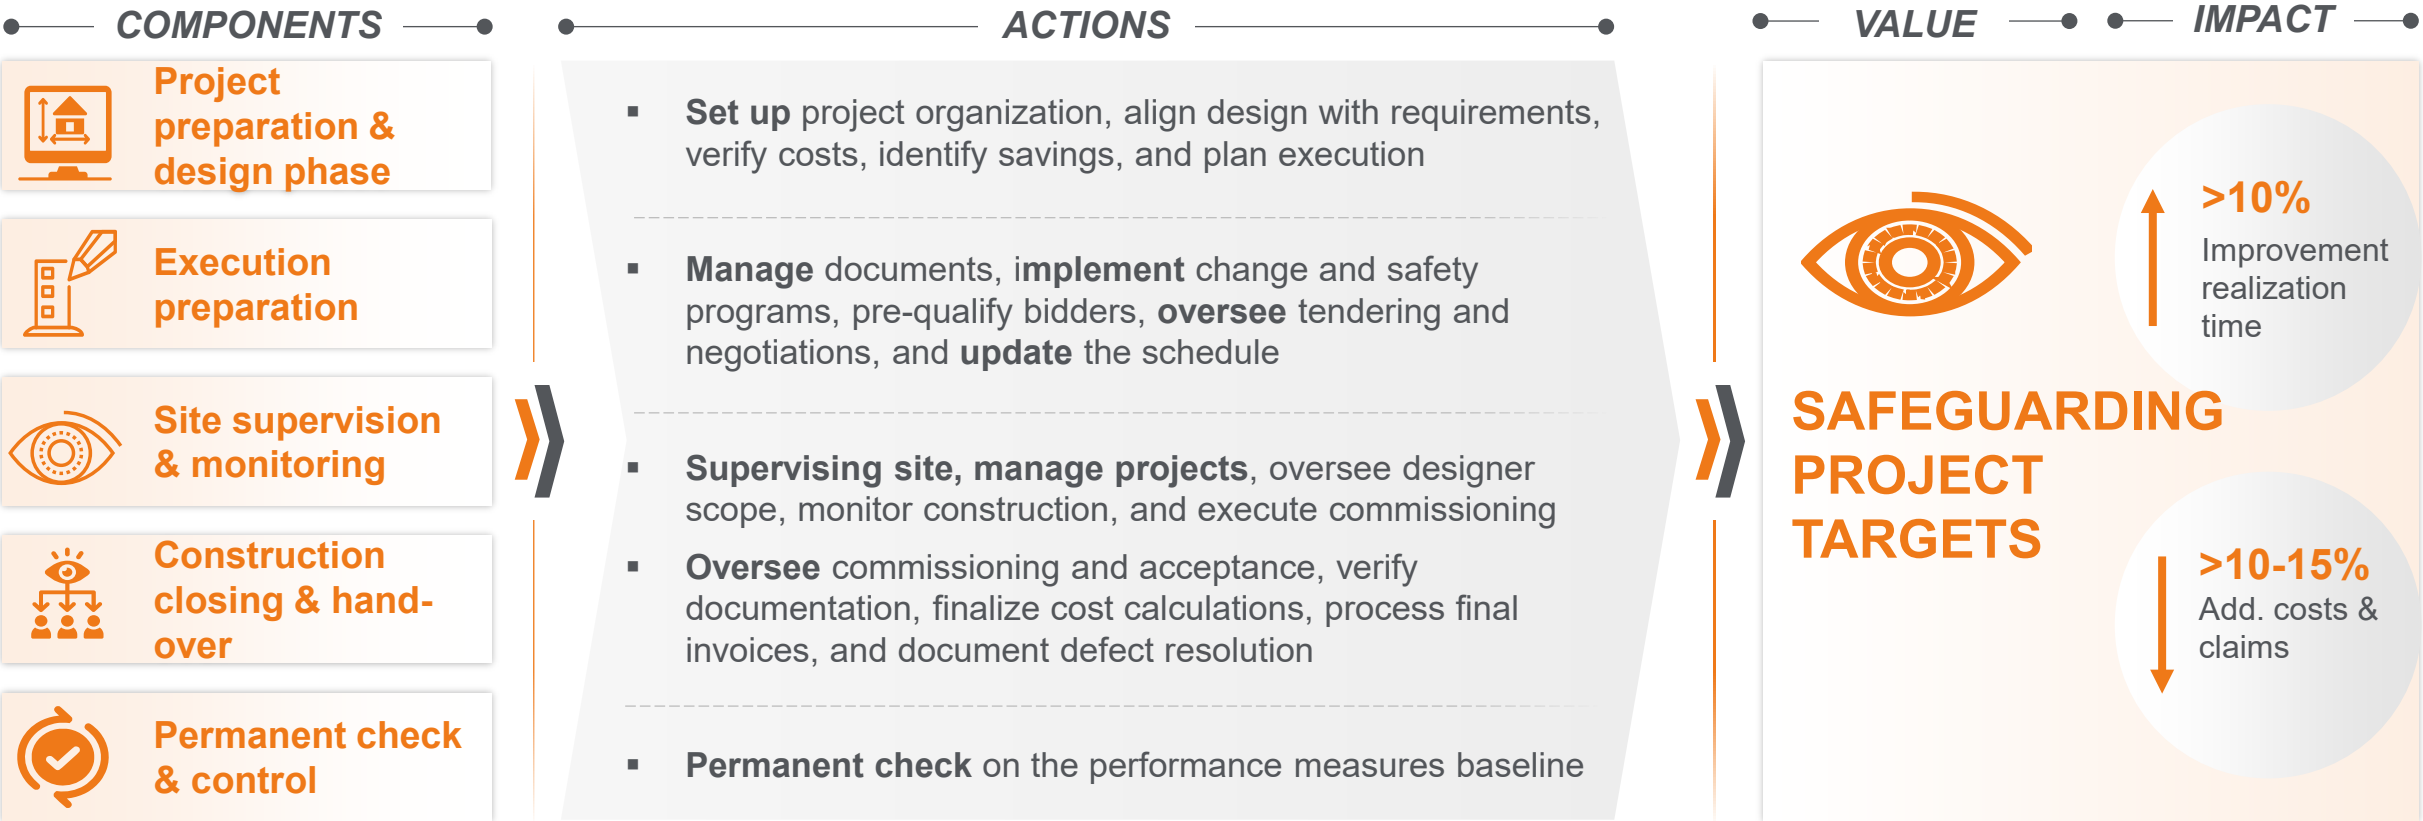 COMPONENTS
ACTIONS
VALUE
IMPACT
Project
preparation &
design phase
Execution
preparation
Site supervision
& monitoring
Construction
closing & hand-
over
Permanent check
& control
▪ Set up project organization, align design with requirements,
verify costs, identify savings, and plan execution
▪ Manage documents, implement change and safety
programs, pre-qualify bidders, oversee tendering and
negotiations, and update the schedule
▪ Supervising site, manage projects, oversee designer
scope, monitor construction, and execute commissioning
▪ Oversee commissioning and acceptance, verify
documentation, finalize cost calculations, process final
invoices, and document defect resolution
▪ Permanent check on the performance measures baseline
SAFEGUARDING
PROJECT
TARGETS
>10%
Improvement
realization
time
>10-15%
Add. costs &
claims